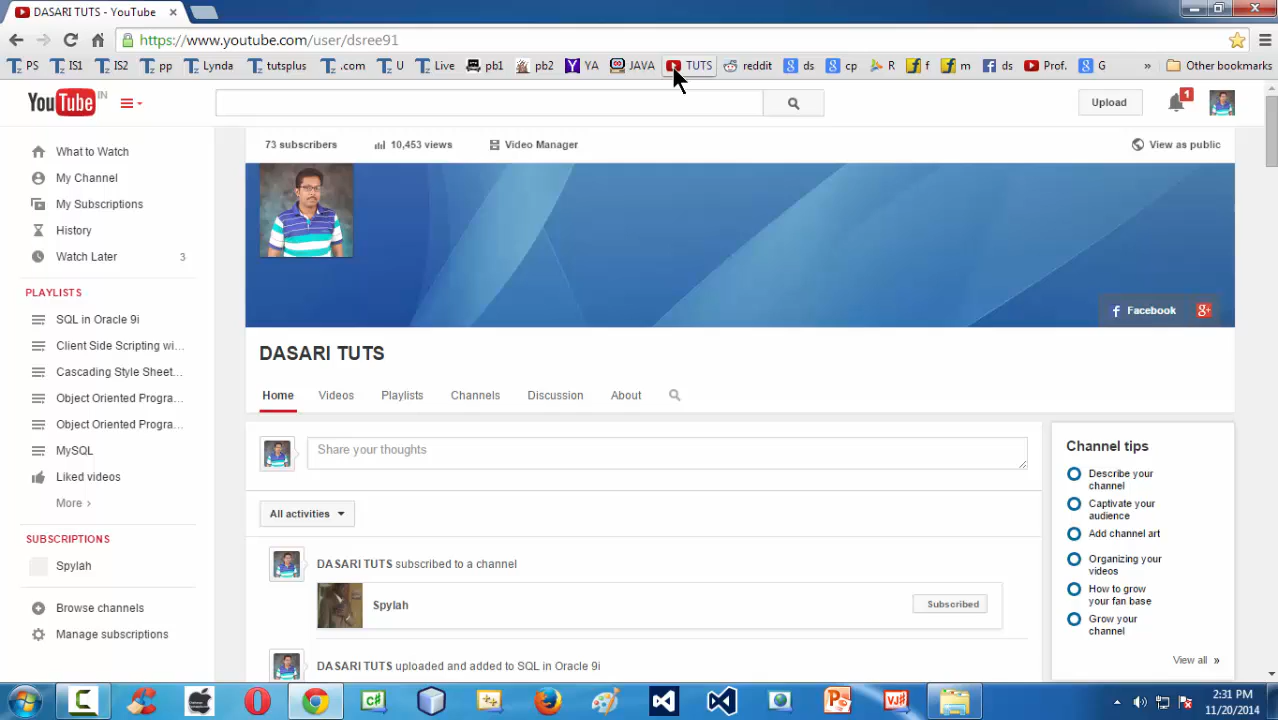 DASARI TUTS - YouTube
https://www.youtube.com/user/dsree91
PS IS1 IS2 pp Lynda tutsplus .com U Live pb1 pb2 YA JAVA TUTS reddit ds cp R f m ds Prof. G Other bookmarks
YouTube IN
Upload
1
What to Watch
My Channel
My Subscriptions
History
Watch Later 3
PLAYLISTS
SQL in Oracle 9i
Client Side Scripting wi...
Cascading Style Sheet...
Object Oriented Progra...
Object Oriented Progra...
MySQL
Liked videos
More ›
SUBSCRIPTIONS
Spylah
Browse channels
Manage subscriptions
73 subscribers 10,453 views Video Manager View as public
Facebook
DASARI TUTS
Home Videos Playlists Channels Discussion About
Share your thoughts
All activities
DASARI TUTS subscribed to a channel
Spylah Subscribed
DASARI TUTS uploaded and added to SQL in Oracle 9i
Channel tips
Describe your
channel
Captivate your
audience
Add channel art
Organizing your
videos
How to grow
your fan base
Grow your
channel
View all »
2:31 PM
11/20/2014